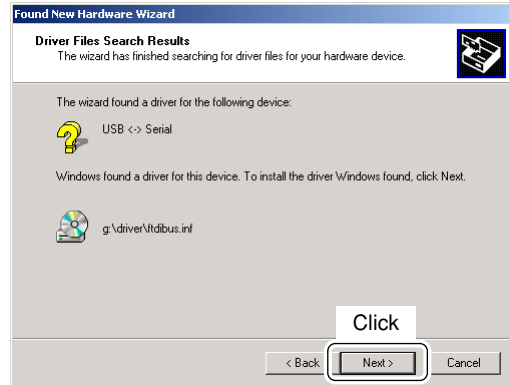 Found New Hardware Wizard
Driver Files Search Results
The wizard has finished searching for driver files for your hardware device.
The wizard found a driver for the following device:
USB <-> Serial
Windows found a driver for this device. To install the driver Windows found, click Next.
g:\driver\ftdibus.inf
Click
< Back Next > Cancel